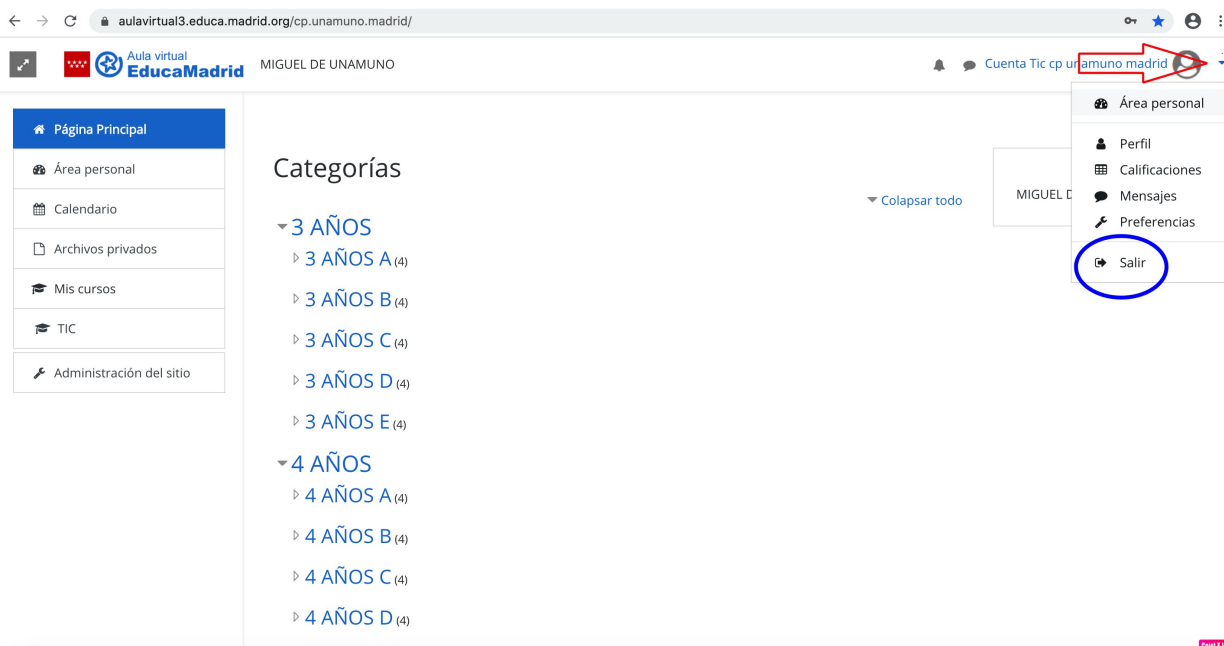 aulavirtual3.educa.madrid.org/cp.unamuno.madrid/
Aula virtual
EducaMadrid
MIGUEL DE UNAMUNO
Cuenta Tic cp unamuno madrid
Área personal
Perfil
Calificaciones
Mensajes
Preferencias
Salir
Página Principal
Área personal
Calendario
Archivos privados
Mis cursos
TIC
Administración del sitio
Categorías
Colapsar todo
MIGUEL D
3 AÑOS
3 AÑOS A (4)
3 AÑOS B (4)
3 AÑOS C (4)
3 AÑOS D (4)
3 AÑOS E (4)
4 AÑOS
4 AÑOS A (4)
4 AÑOS B (4)
4 AÑOS C (4)
4 AÑOS D (4)